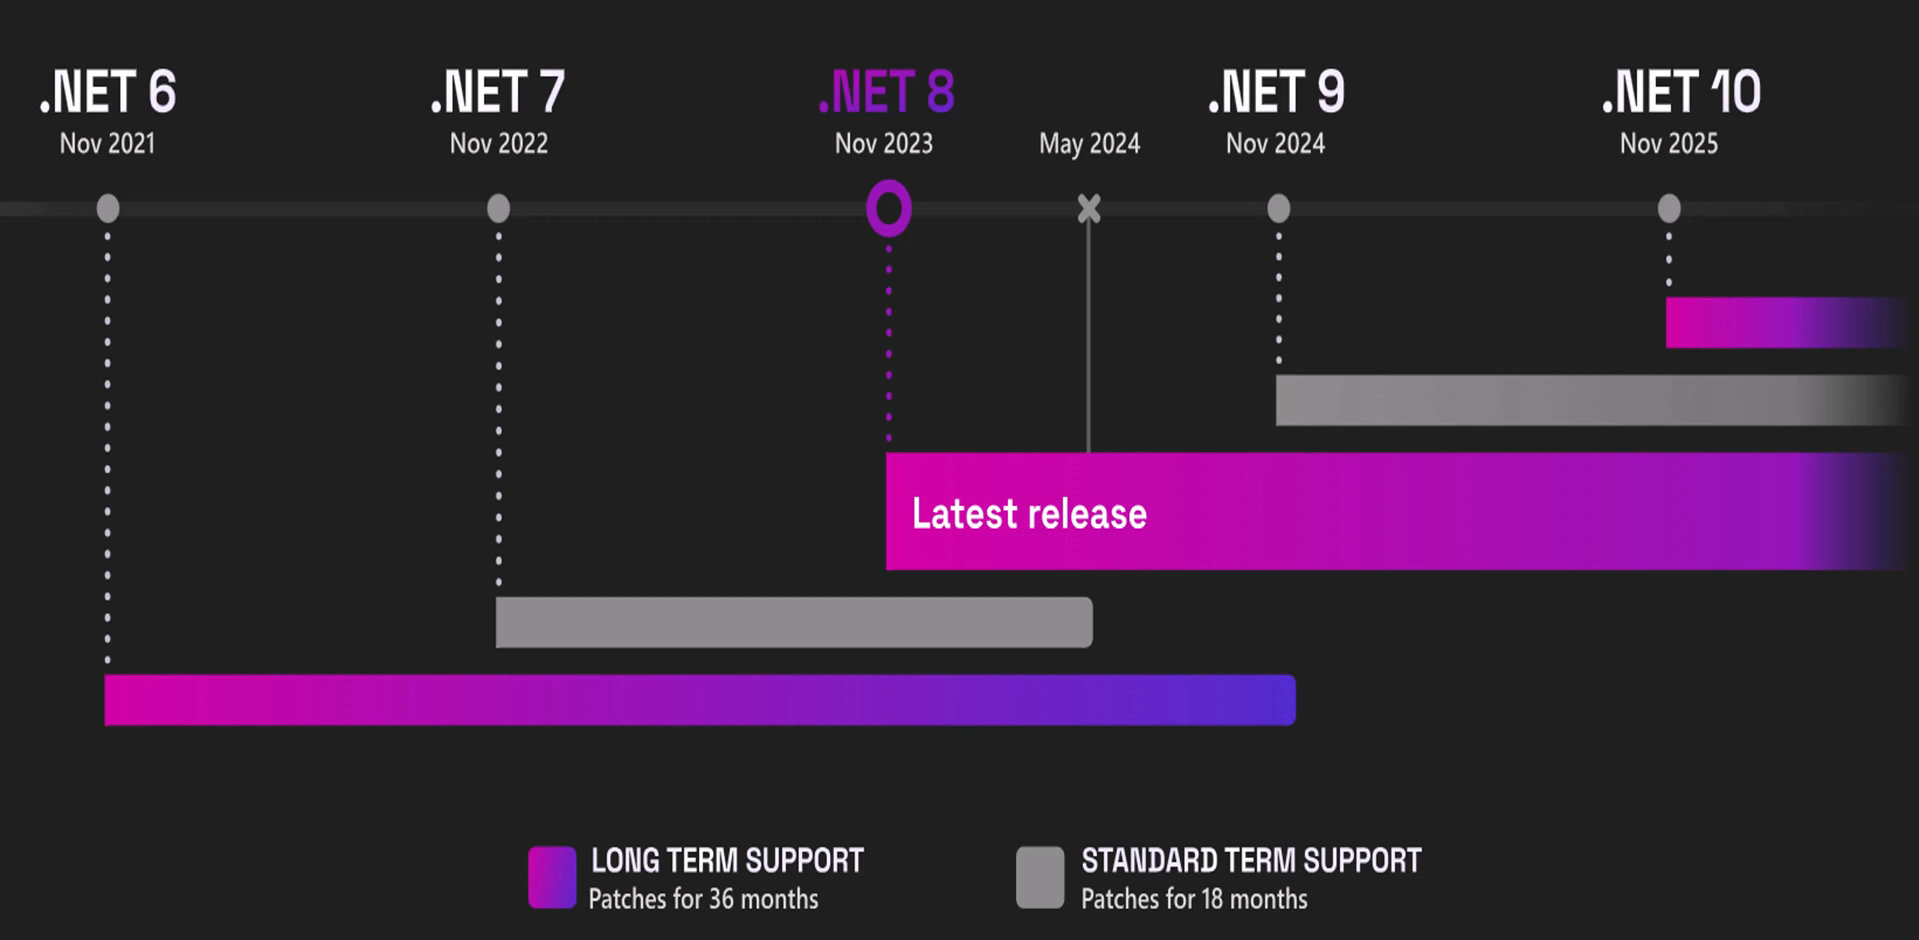 .NET 6
Nov 2021
.NET 7
Nov 2022
.NET 8
Nov 2023
May 2024
.NET 9
Nov 2024
.NET 10
Nov 2025
Latest release
LONG TERM SUPPORT
Patches for 36 months
STANDARD TERM SUPPORT
Patches for 18 months